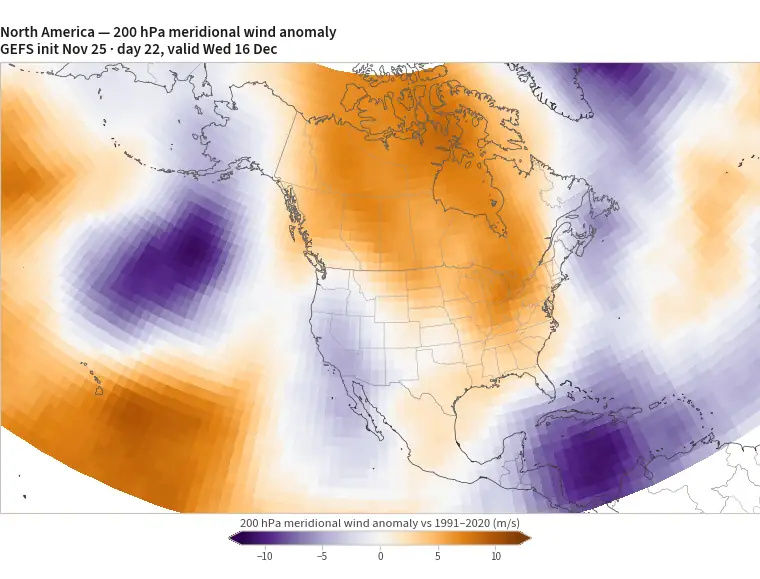 North America — 200 hPa meridional wind anomaly
GEFS init Nov 25 · day 22, valid Wed 16 Dec
200 hPa meridional wind anomaly vs 1991–2020 (m/s)
−10 −5 0 5 10